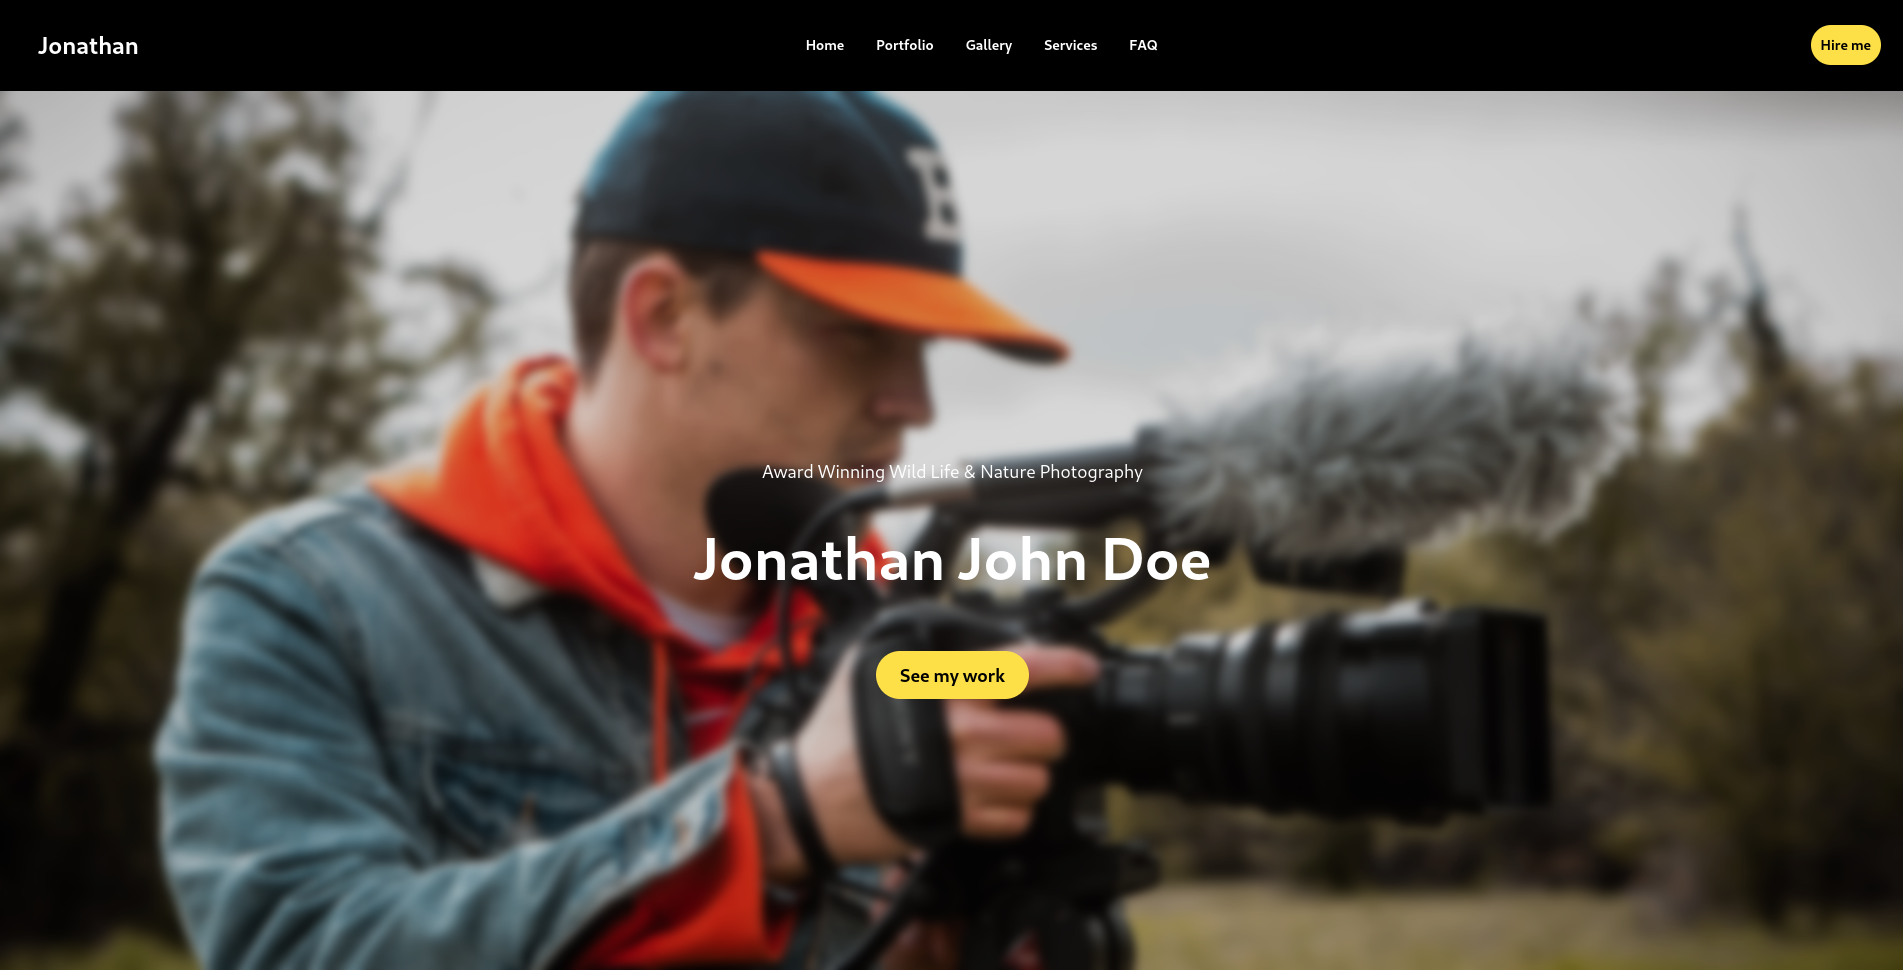 Jonathan
Home Portfolio Gallery Services FAQ
Hire me
Award Winning Wild Life & Nature Photography
Jonathan John Doe
See my work